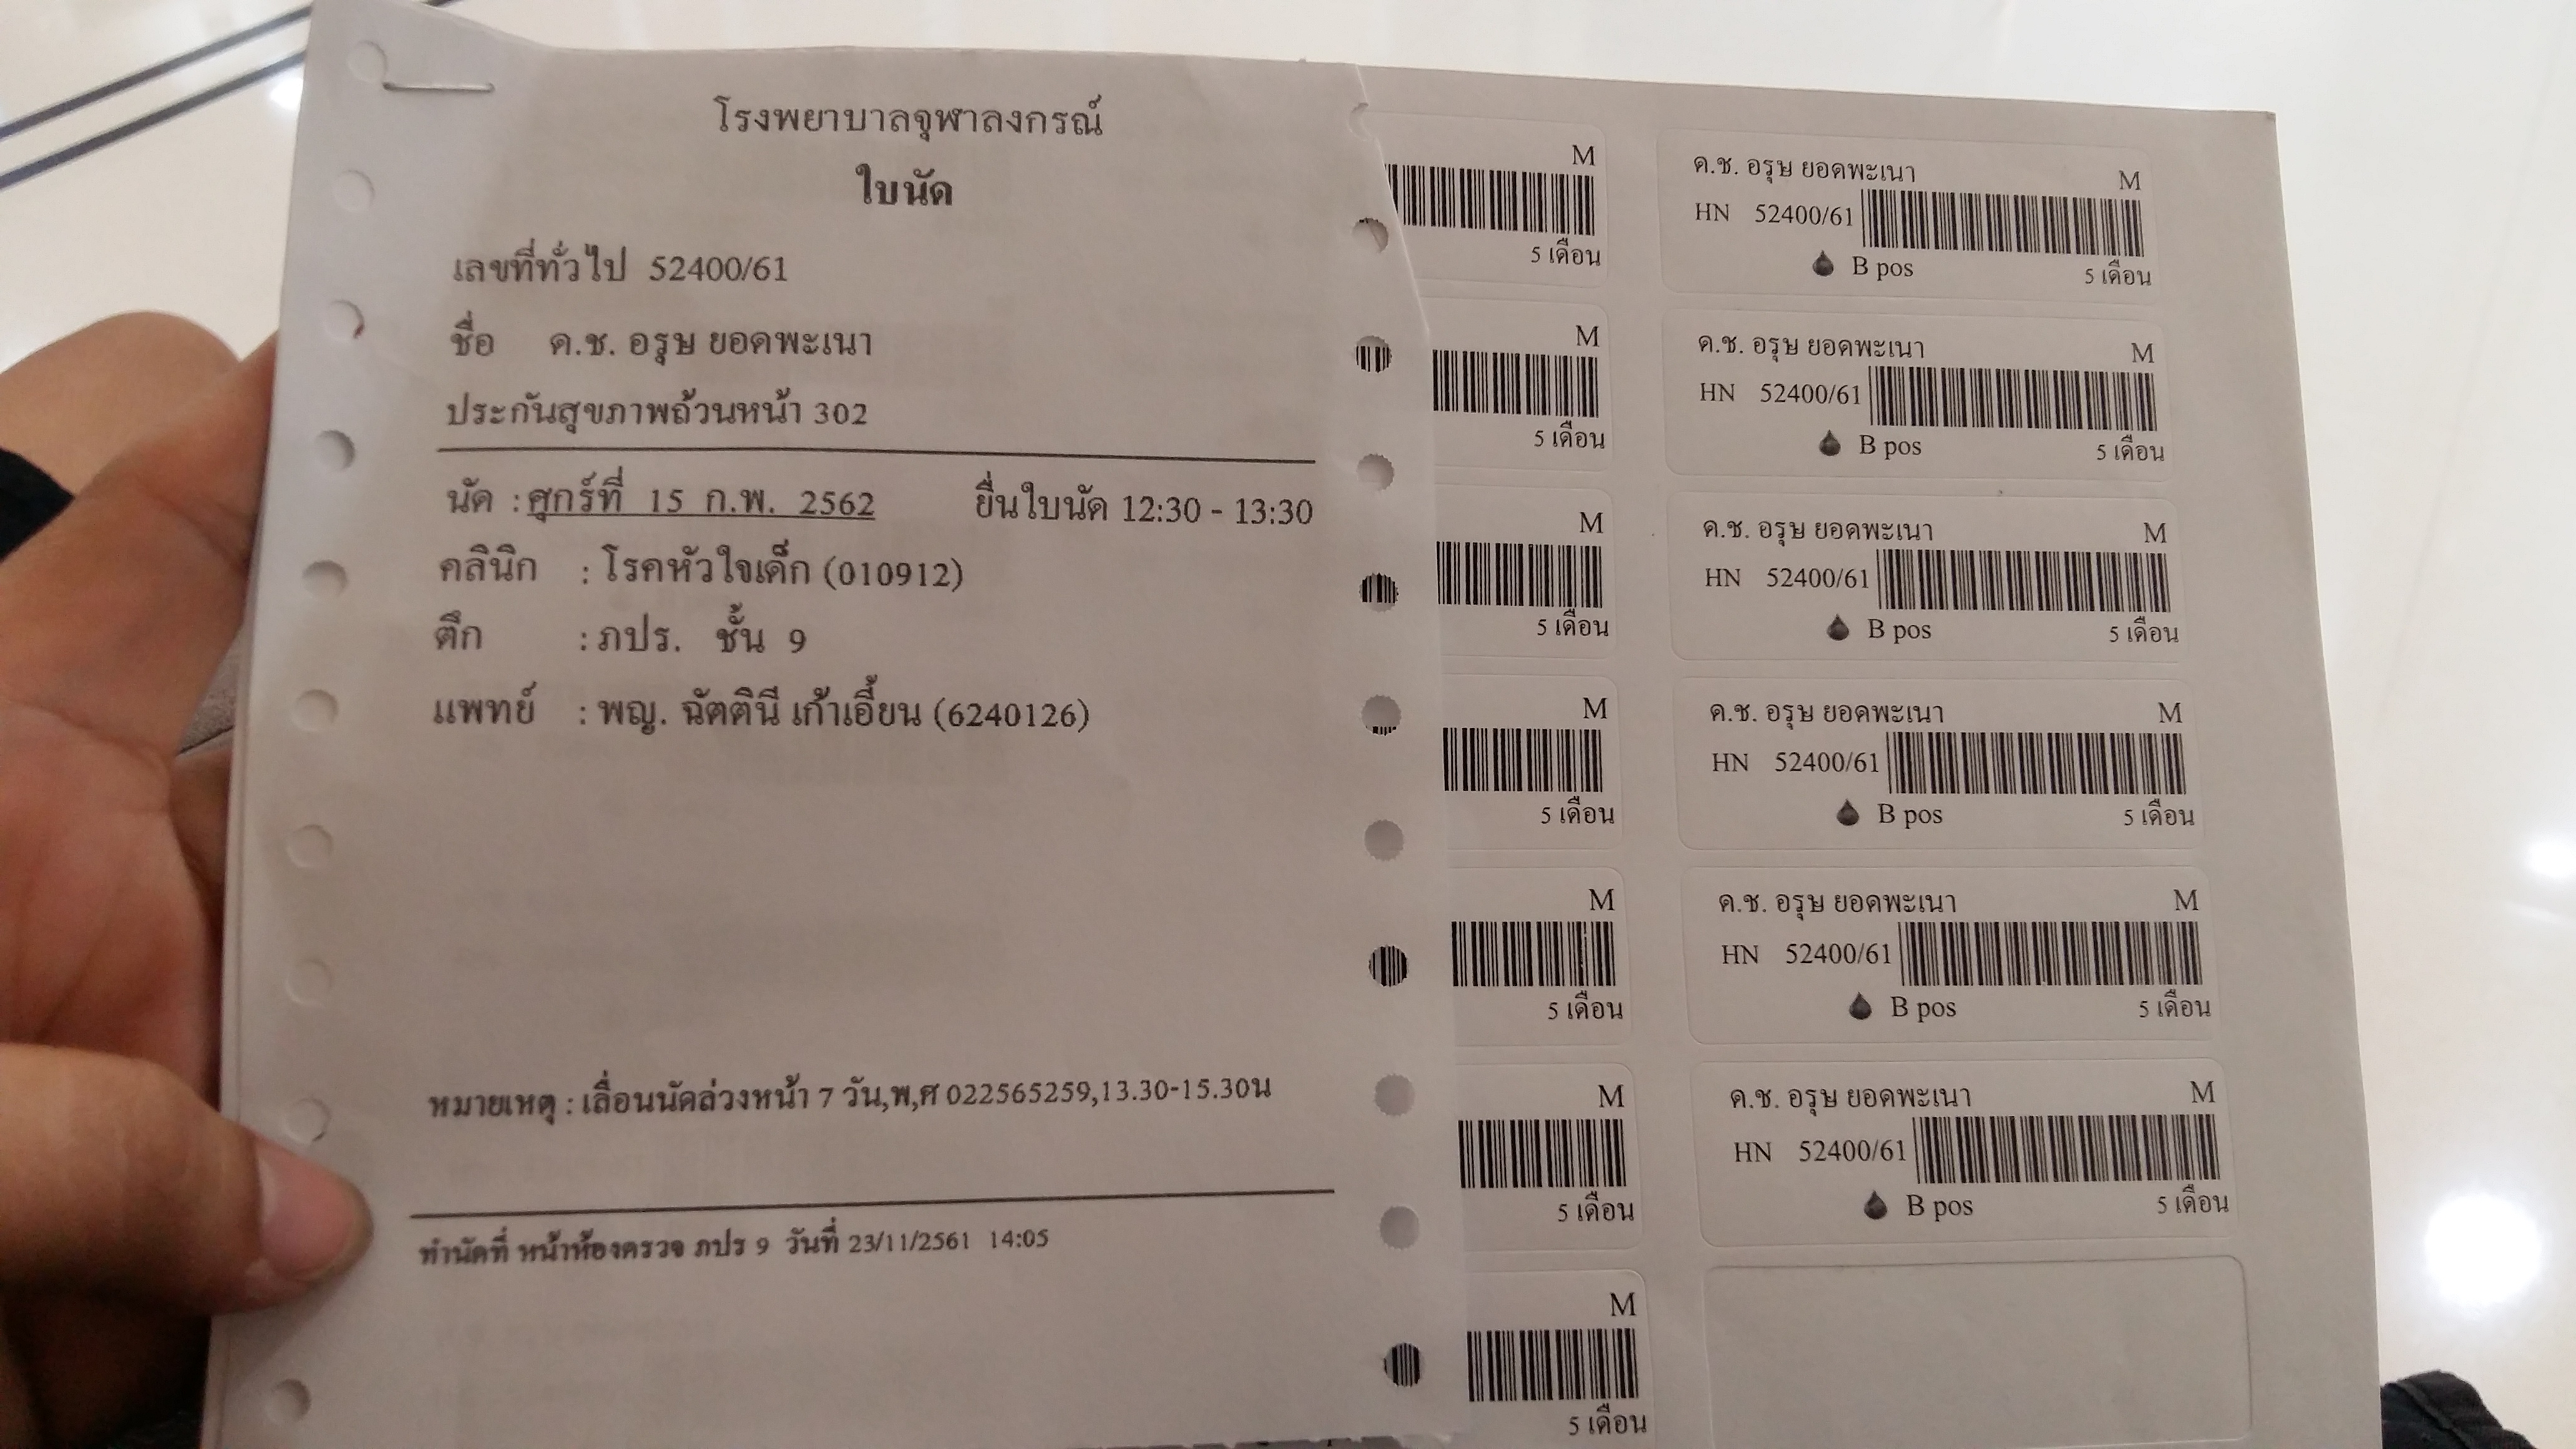 โรงพยาบาลจุฬาลงกรณ์
ใบนัด
เลขที่ทั่วไป 52400/61
ชื่อ ด.ช. อรุษ ยอดพะเนา
ประกันสุขภาพถ้วนหน้า 302
นัด : ศุกร์ที่ 15 ก.พ. 2562 ยื่นใบนัด 12:30 - 13:30
คลินิก : โรคหัวใจเด็ก (010912)
ตึก : ภปร. ชั้น 9
แพทย์ : พญ. ฉัตตินี เก้าเอี้ยน (6240126)
หมายเหตุ : เลื่อนนัดล่วงหน้า 7 วัน,พ,ศ 022565259,13.30-15.30น
ทำนัดที่ หน้าห้องตรวจ ภปร 9 วันที่ 23/11/2561 14:05
M
5 เดือน
M
5 เดือน
M
5 เดือน
M
5 เดือน
M
5 เดือน
M
5 เดือน
M
5 เดือน
ด.ช. อรุษ ยอดพะเนา M
HN 52400/61
B pos 5 เดือน
ด.ช. อรุษ ยอดพะเนา M
HN 52400/61
B pos 5 เดือน
ด.ช. อรุษ ยอดพะเนา M
HN 52400/61
B pos 5 เดือน
ด.ช. อรุษ ยอดพะเนา M
HN 52400/61
B pos 5 เดือน
ด.ช. อรุษ ยอดพะเนา M
HN 52400/61
B pos 5 เดือน
ด.ช. อรุษ ยอดพะเนา M
HN 52400/61
B pos 5 เดือน